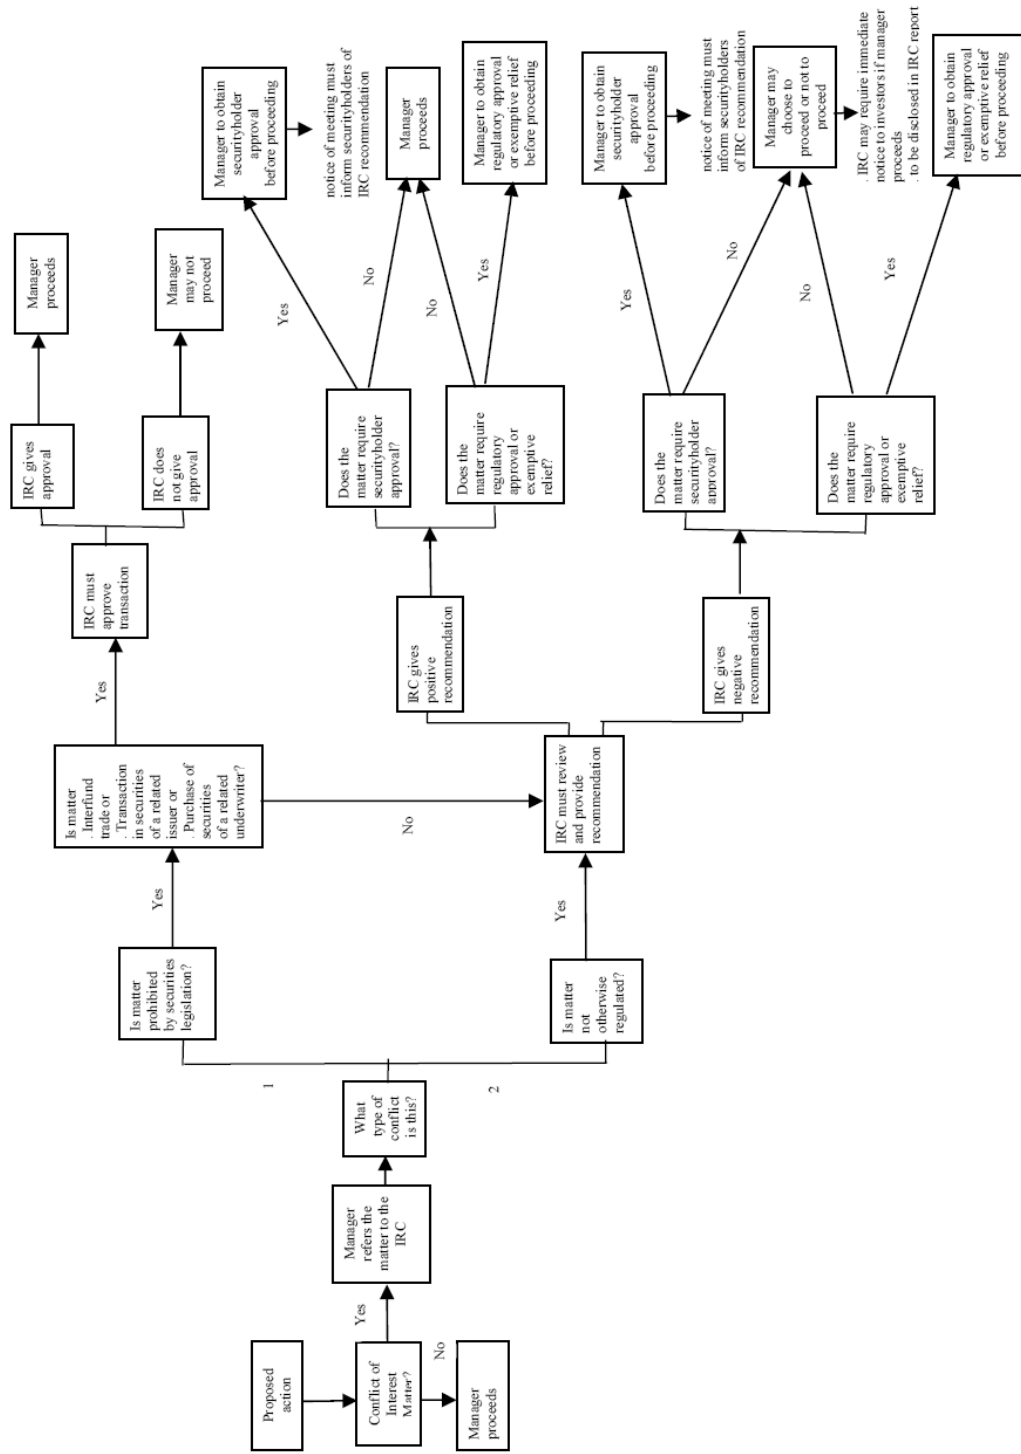 Proposed
action
Conflict of
Interest
Matter?
No
Manager
proceeds
Yes
Manager
refers the
matter to the
IRC
What
type of
conflict
is this?
1
2
Is matter
prohibited
by securities
legislation?
Yes
Is matter
not
otherwise
regulated?
Yes
Is matter
. Interfund
trade or
. Transaction
in securities
of a related
issuer or
. Purchase of
securities
of a related
underwriter?
Yes
No
IRC must review
and provide
recommendation
IRC must
approve
transaction
IRC gives
approval
Manager
proceeds
IRC does
not give
approval
Manager
may not
proceed
IRC gives
positive
recommendation
Does the
matter require
securityholder
approval?
Yes
No
Manager to obtain
securityholder
approval
before proceeding
notice of meeting must
inform securityholders of
IRC recommendation
Manager
proceeds
Does the
matter require
regulatory
approval or
exemptive
relief?
No
Yes
Manager to obtain
regulatory approval
or exemptive relief
before proceeding
IRC gives
negative
recommendation
Does the
matter require
securityholder
approval?
Yes
No
Manager to obtain
securityholder
approval
before proceeding
notice of meeting must
inform securityholders
of IRC recommendation
Manager may
choose to
proceed or not to
proceed
. IRC may require immediate
notice to investors if manager
proceeds
. to be disclosed in IRC report
Does the
matter require
regulatory
approval or
exemptive
relief?
No
Yes
Manager to obtain
regulatory approval
or exemptive relief
before proceeding